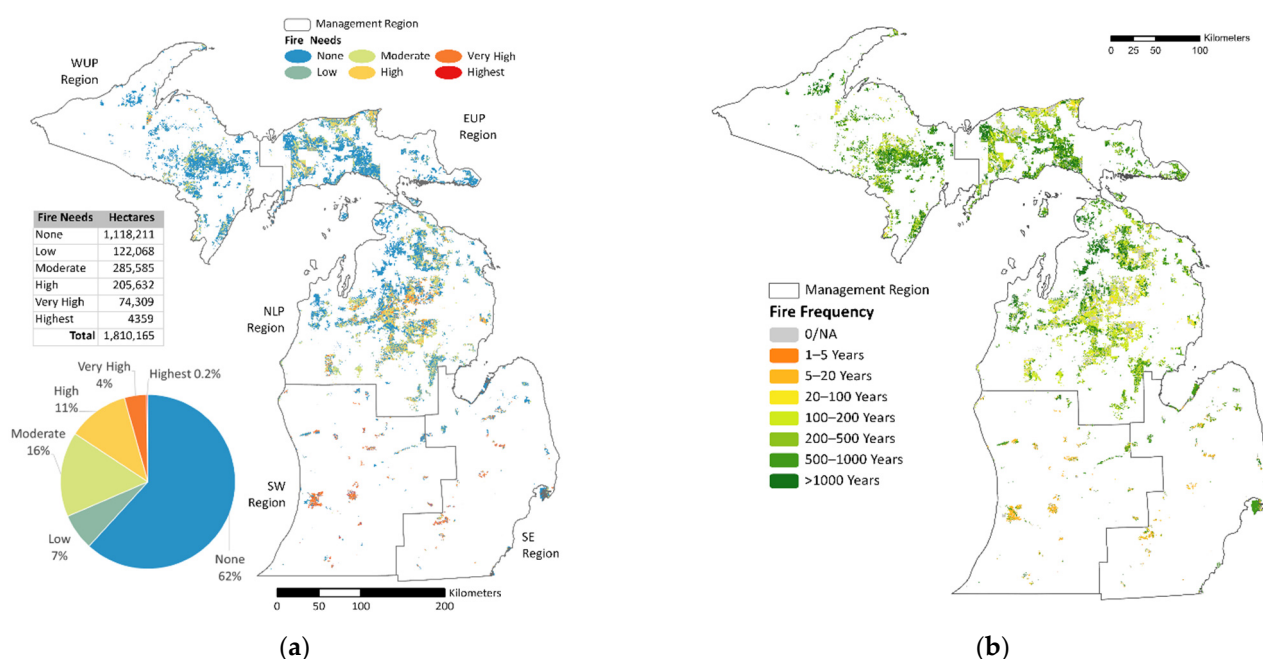 Management Region
Fire Needs
None
Moderate
Very High
Low
High
Highest
WUP
Region
EUP
Region
Fire Needs Hectares
None 1,118,211
Low 122,068
Moderate 285,585
High 205,632
Very High 74,309
Highest 4359
Total 1,810,165
NLP
Region
Very High
4%
Highest 0.2%
High
11%
Moderate
16%
Low
7%
None
62%
SW
Region
SE
Region
Kilometers
0 50 100 200
(a)
Kilometers
0 25 50 100
Management Region
Fire Frequency
0/NA
1–5 Years
5–20 Years
20–100 Years
100–200 Years
200–500 Years
500–1000 Years
>1000 Years
(b)